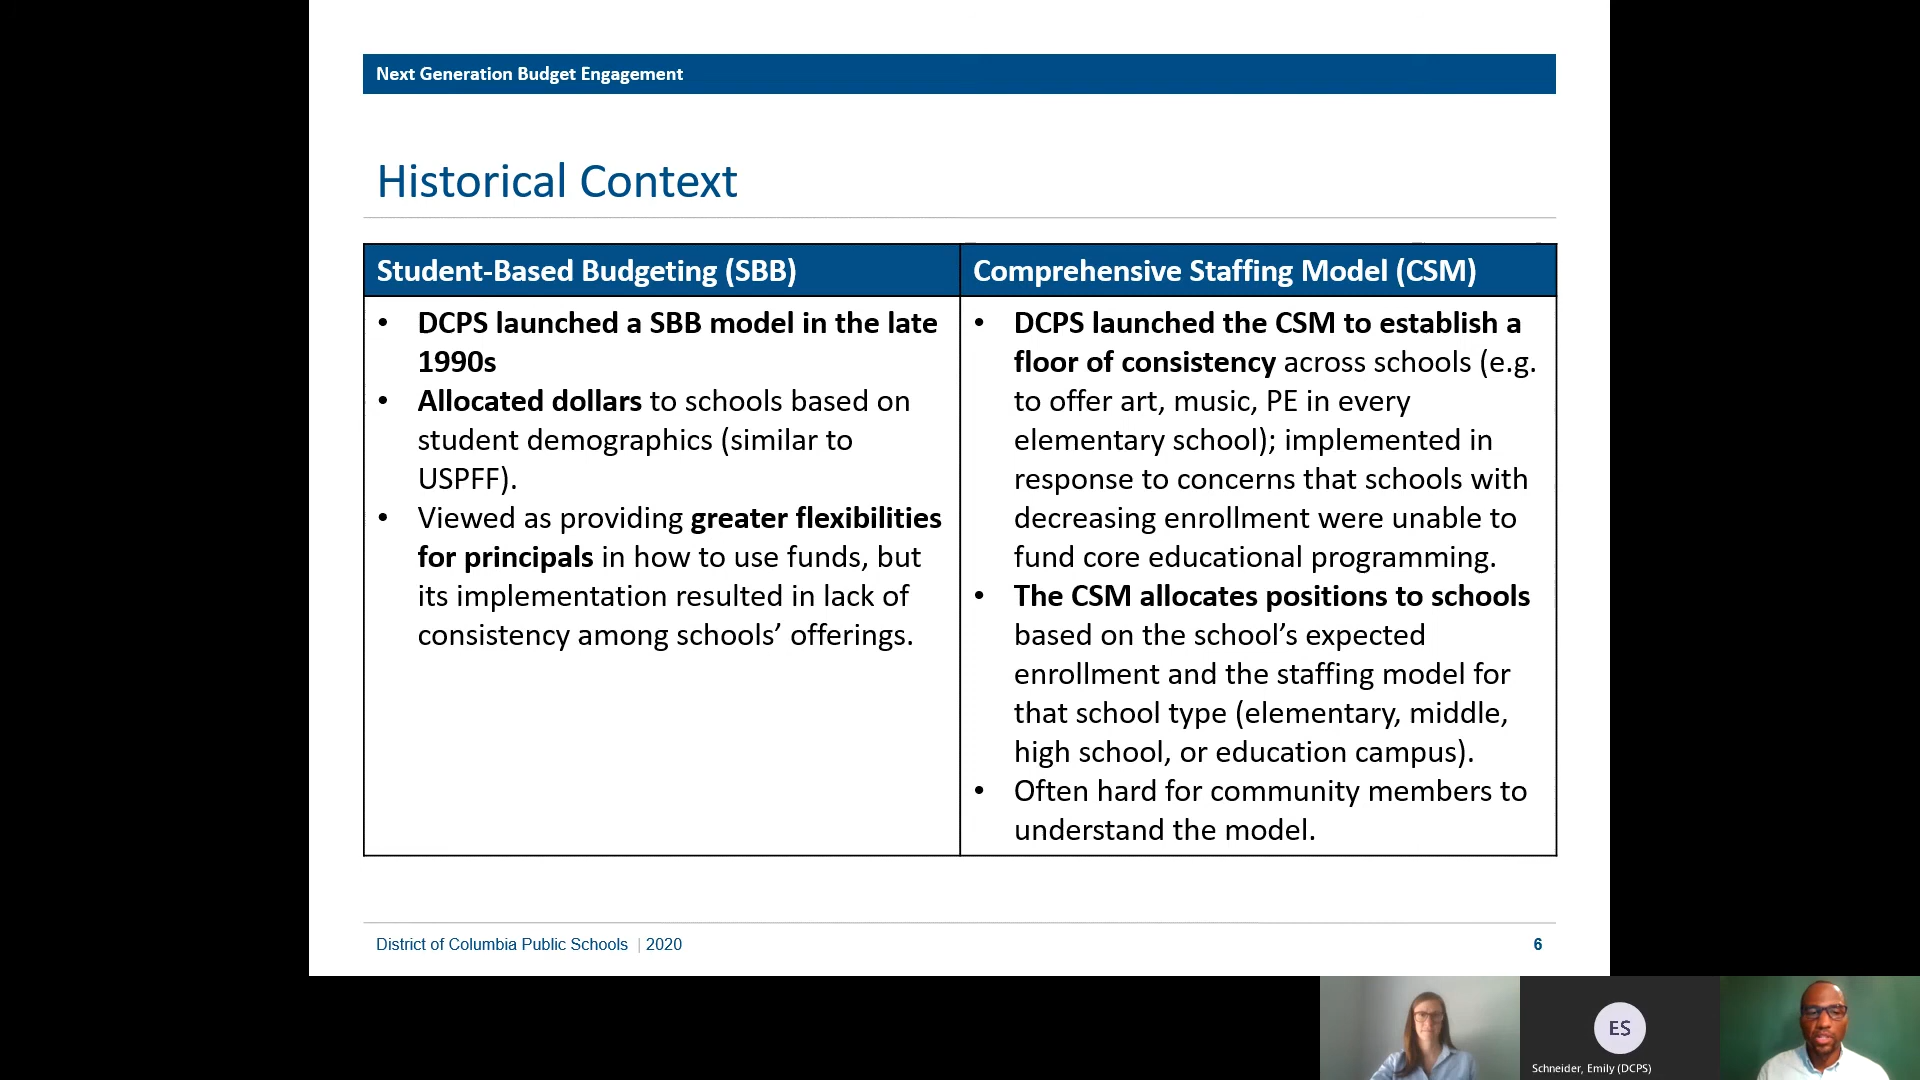 Next Generation Budget Engagement
Historical Context
Student-Based Budgeting (SBB)
• DCPS launched a SBB model in the late
1990s
• Allocated dollars to schools based on
student demographics (similar to
USPFF).
• Viewed as providing greater flexibilities
for principals in how to use funds, but
its implementation resulted in lack of
consistency among schools’ offerings.
Comprehensive Staffing Model (CSM)
• DCPS launched the CSM to establish a
floor of consistency across schools (e.g.
to offer art, music, PE in every
elementary school); implemented in
response to concerns that schools with
decreasing enrollment were unable to
fund core educational programming.
• The CSM allocates positions to schools
based on the school’s expected
enrollment and the staffing model for
that school type (elementary, middle,
high school, or education campus).
• Often hard for community members to
understand the model.
District of Columbia Public Schools | 2020
6
ES
Schneider, Emily (DCPS)